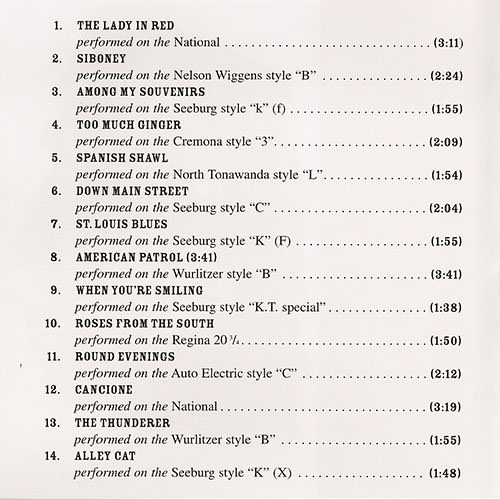 1. THE LADY IN RED
performed on the National ........................ (3:11)
2. SIBONEY
performed on the Nelson Wiggens style “B” ............. (2:24)
3. AMONG MY SOUVENIRS
performed on the Seeburg style “k” (f) .................. (1:55)
4. TOO MUCH GINGER
performed on the Cremona style “3”.................... (2:09)
5. SPANISH SHAWL
performed on the North Tonawanda style “L”............. (1:54)
6. DOWN MAIN STREET
performed on the Seeburg style “C” .................... (2:04)
7. ST. LOUIS BLUES
performed on the Seeburg style “K” (F) ................. (1:55)
8. AMERICAN PATROL (3:41)
performed on the Wurlitzer style “B” ................... (3:41)
9. WHEN YOU'RE SMILING
performed on the Seeburg style “K.T. special” ............ (1:38)
10. ROSES FROM THE SOUTH
performed on the Regina 20 3/4 ........................ (1:50)
11. ROUND EVENINGS
performed on the Auto Electric style “C” ................ (2:12)
12. CANCIONE
performed on the National ........................... (3:19)
13. THE THUNDERER
performed on the Wurlitzer style “B” ................... (1:55)
14. ALLEY CAT
performed on the Seeburg style “K” (X) ................. (1:48)